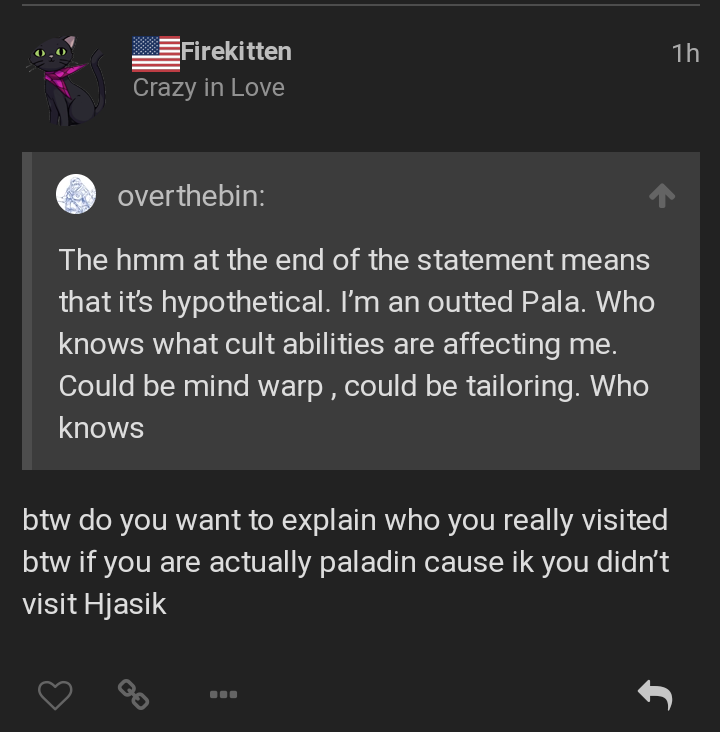 Firekitten
1h
Crazy in Love
overthebin:
The hmm at the end of the statement means
that it’s hypothetical. I’m an outted Pala. Who
knows what cult abilities are affecting me.
Could be mind warp , could be tailoring. Who
knows
btw do you want to explain who you really visited
btw if you are actually paladin cause ik you didn’t
visit Hjasik